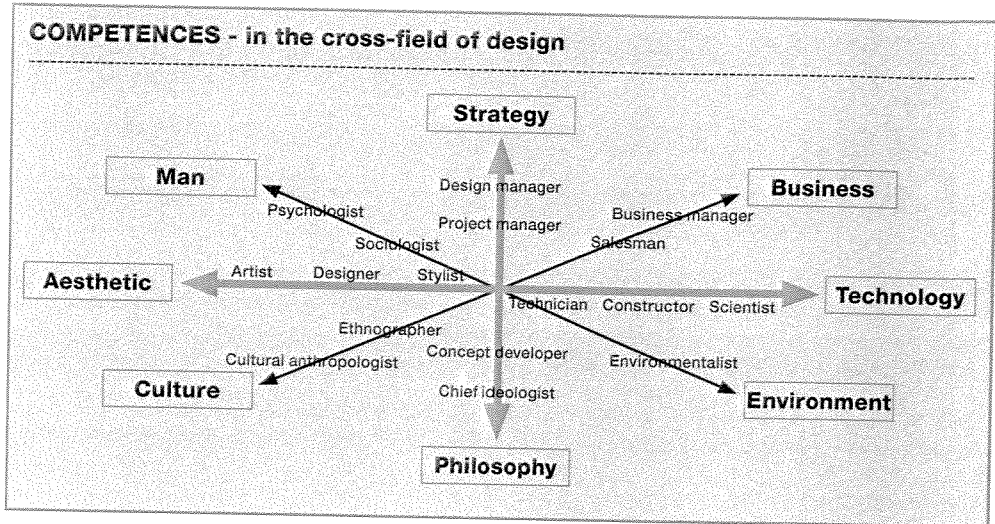 COMPETENCES - in the cross-field of design
Strategy
Man
Business
Design manager
Psychologist
Business manager
Project manager
Sociologist
Salesman
Aesthetic
Artist Designer Stylist
Technician Constructor Scientist
Technology
Ethnographer
Concept developer
Cultural anthropologist
Environmentalist
Culture
Chief ideologist
Environment
Philosophy